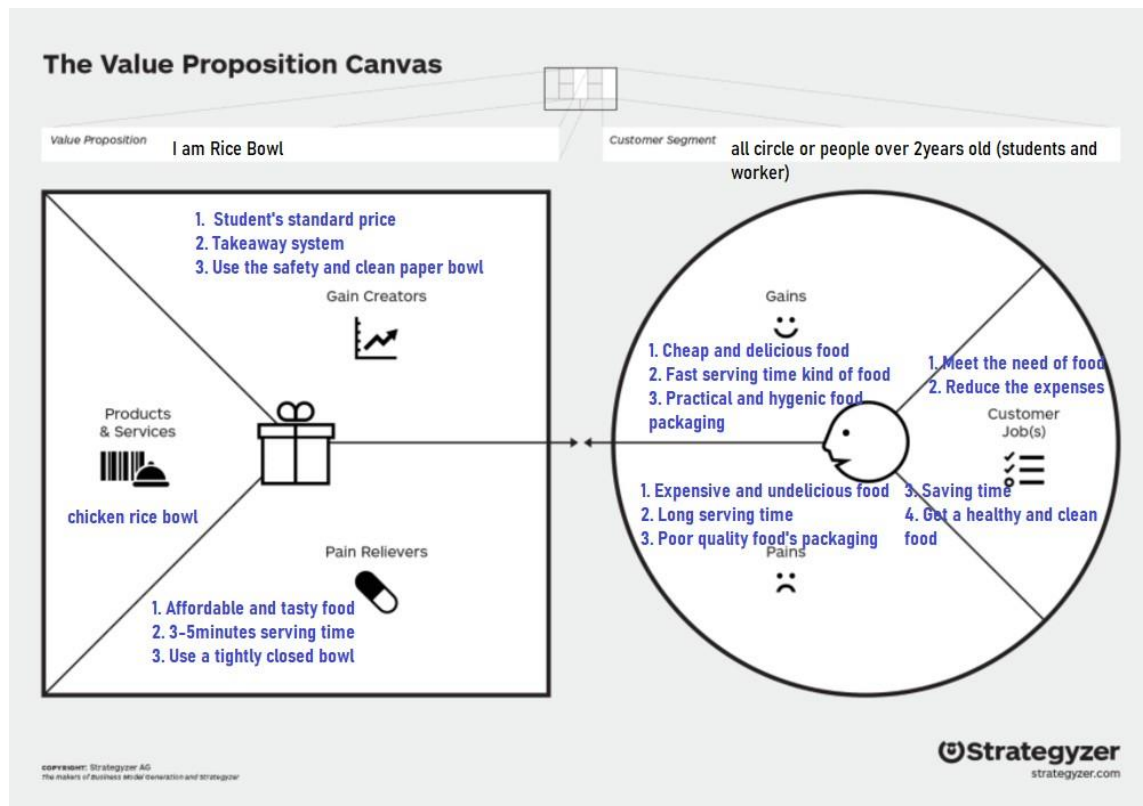 The Value Proposition Canvas
Value Proposition
I am Rice Bowl
Customer Segment
all circle or people over 2years old (students and
worker)
1. Student's standard price
2. Takeaway system
3. Use the safety and clean paper bowl
Gain Creators
Products
& Services
chicken rice bowl
Pain Relievers
1. Affordable and tasty food
2. 3-5minutes serving time
3. Use a tightly closed bowl
Gains
1. Cheap and delicious food
2. Fast serving time kind of food
3. Practical and hygenic food
packaging
1. Meet the need of food
2. Reduce the expenses
Customer
Job(s)
3. Saving time
4. Get a healthy and clean
food
1. Expensive and undelicious food
2. Long serving time
3. Poor quality food's packaging
Pains
COPYRIGHT: Strategyzer AG
The makers of Business Model Generation and Strategyzer
Strategyzer
strategyzer.com